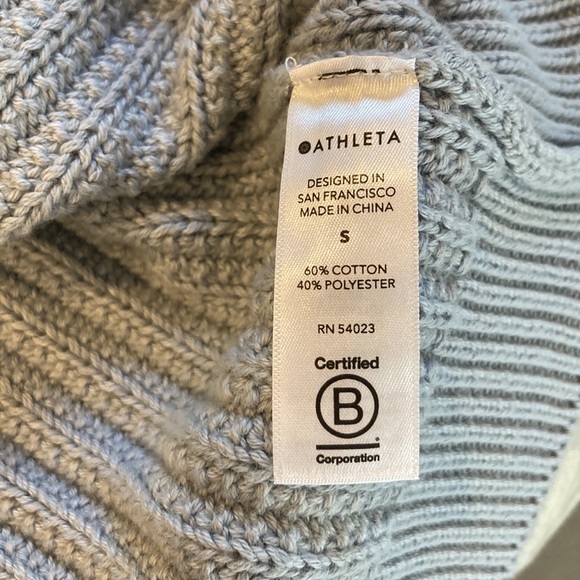 ATHLETA
DESIGNED IN
SAN FRANCISCO
MADE IN CHINA
S
60% COTTON
40% POLYESTER
RN 54023
Certified
B
®
Corporation